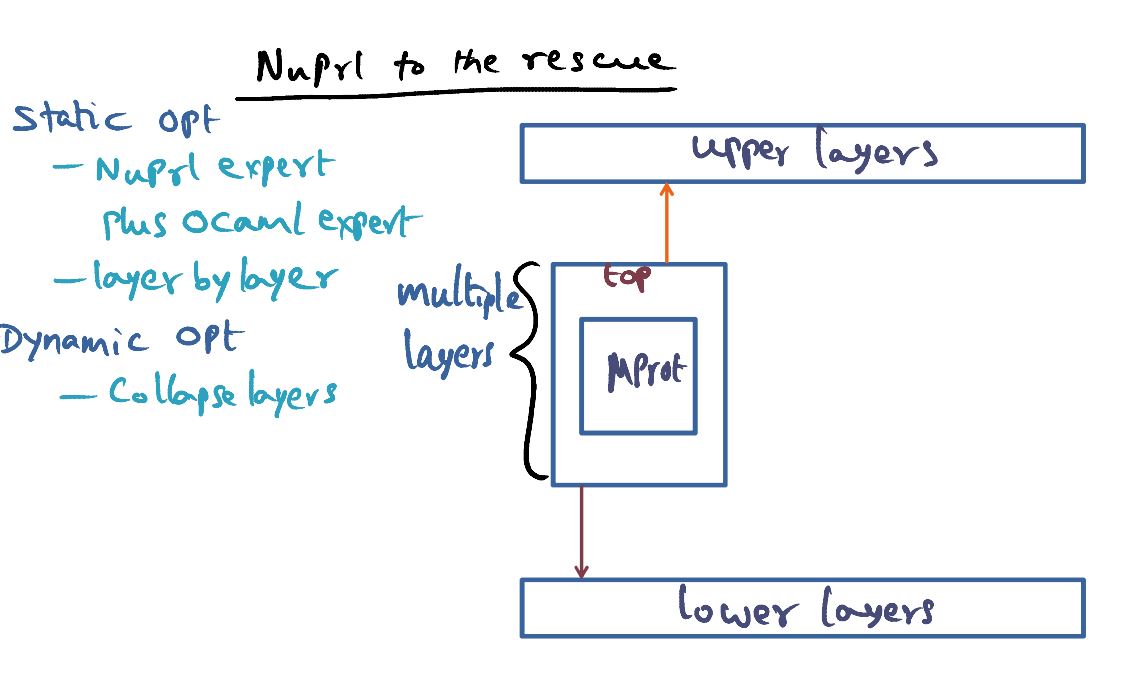 NuPrl to the rescue
Static opt
– NuPrl expert
plus OCaml expert
– layer by layer
Dynamic opt
– Collapse layers
upper layers
multiple
layers
top
MProt
lower layers